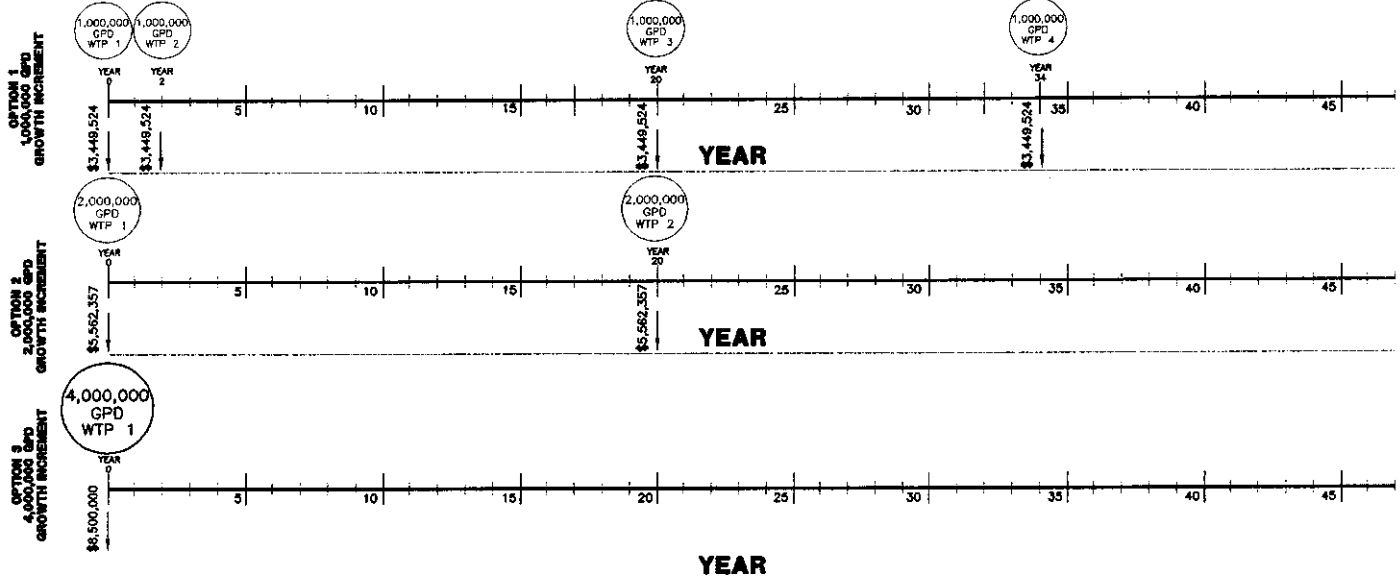 OPTION 1
1,000,000 GPD
GROWTH INCREMENT
1,000,000
GPD
WTP 1
1,000,000
GPD
WTP 2
1,000,000
GPD
WTP 3
1,000,000
GPD
WTP 4
YEAR
0
YEAR
2
YEAR
20
YEAR
34
5 10 15 20 25 30 35 40 45
$3,449,524
$3,449,524
$3,449,524
$3,449,524
YEAR
OPTION 2
2,000,000 GPD
GROWTH INCREMENT
2,000,000
GPD
WTP 1
2,000,000
GPD
WTP 2
YEAR
0
YEAR
20
5 10 15 20 25 30 35 40 45
$5,562,357
$5,562,357
YEAR
OPTION 3
4,000,000 GPD
GROWTH INCREMENT
4,000,000
GPD
WTP 1
YEAR
0
5 10 15 20 25 30 35 40 45
$8,500,000
YEAR